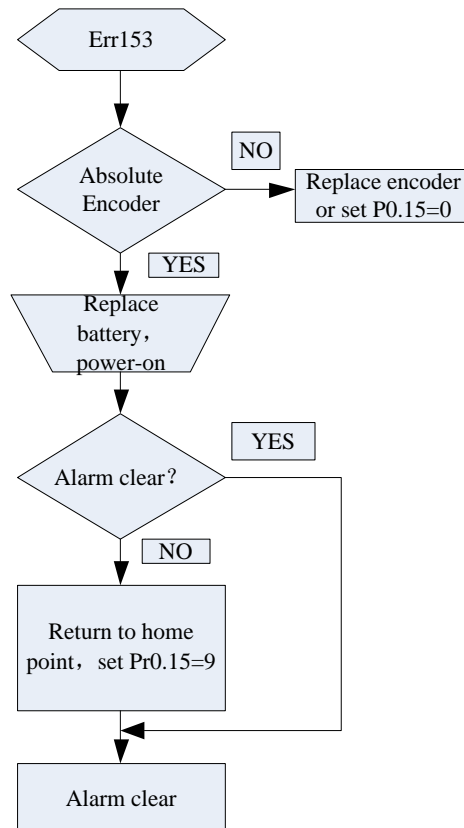 Err153
NO
Absolute
Encoder
Replace encoder
or set P0.15=0
YES
Replace
battery，
power-on
YES
Alarm clear？
NO
Return to home
point，set Pr0.15=9
Alarm clear